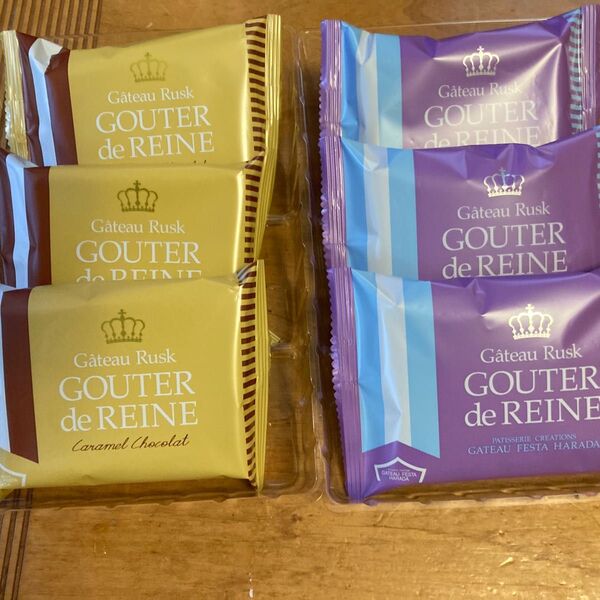 Gâteau Rusk
GOUTER
de REINE
Gâteau Rusk
GOUTER
de REINE
Gâteau Rusk
GOUTER
de REINE
Caramel Chocolat
Gâteau Rusk
GOUTER
de REINE
Gâteau Rusk
GOUTER
de REINE
Gâteau Rusk
GOUTER
de REINE
PATISSERIE CREATIONS
GATEAU FESTA HARADA
GATEAU FESTA
HARADA